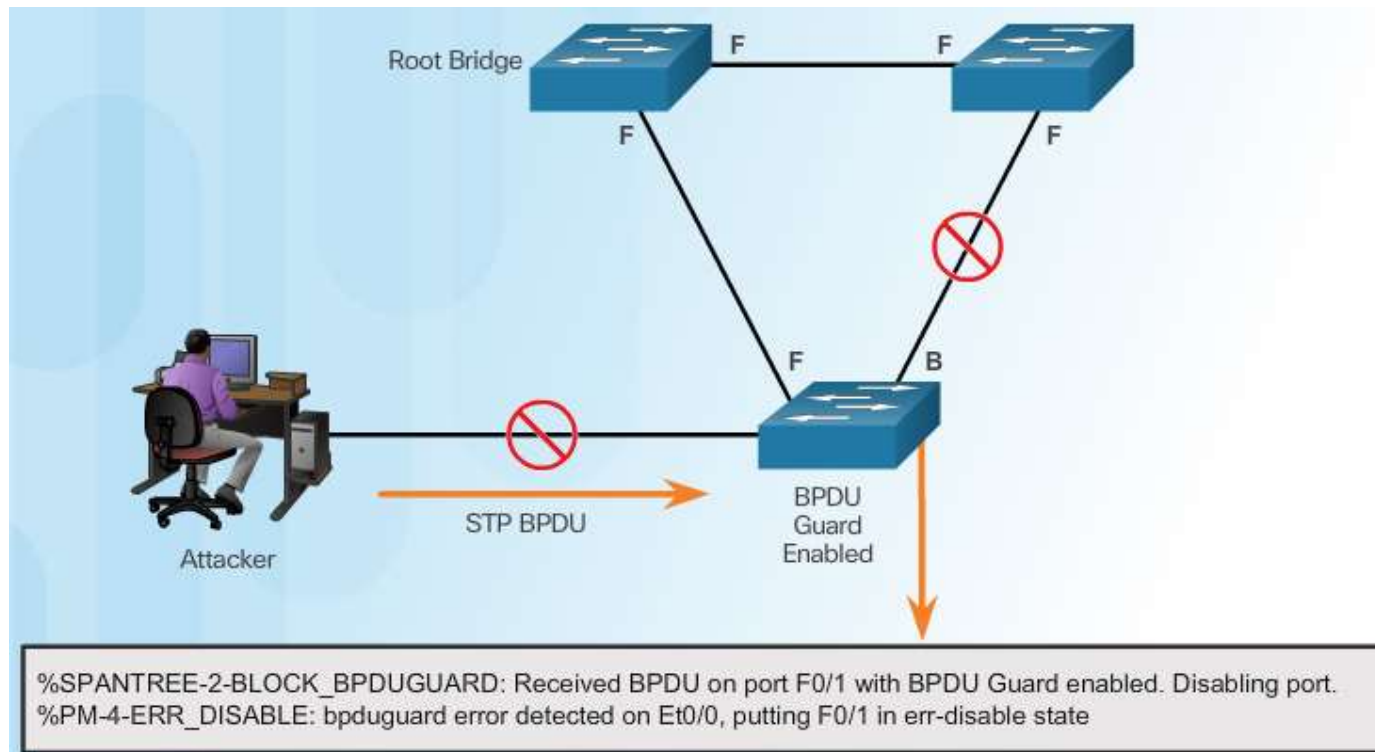 Root Bridge
F
F
F
F
F
B
STP BPDU
Attacker
BPDU
Guard
Enabled
%SPANTREE-2-BLOCK_BPDUGUARD: Received BPDU on port F0/1 with BPDU Guard enabled. Disabling port.
%PM-4-ERR_DISABLE: bpduguard error detected on Et0/0, putting F0/1 in err-disable state